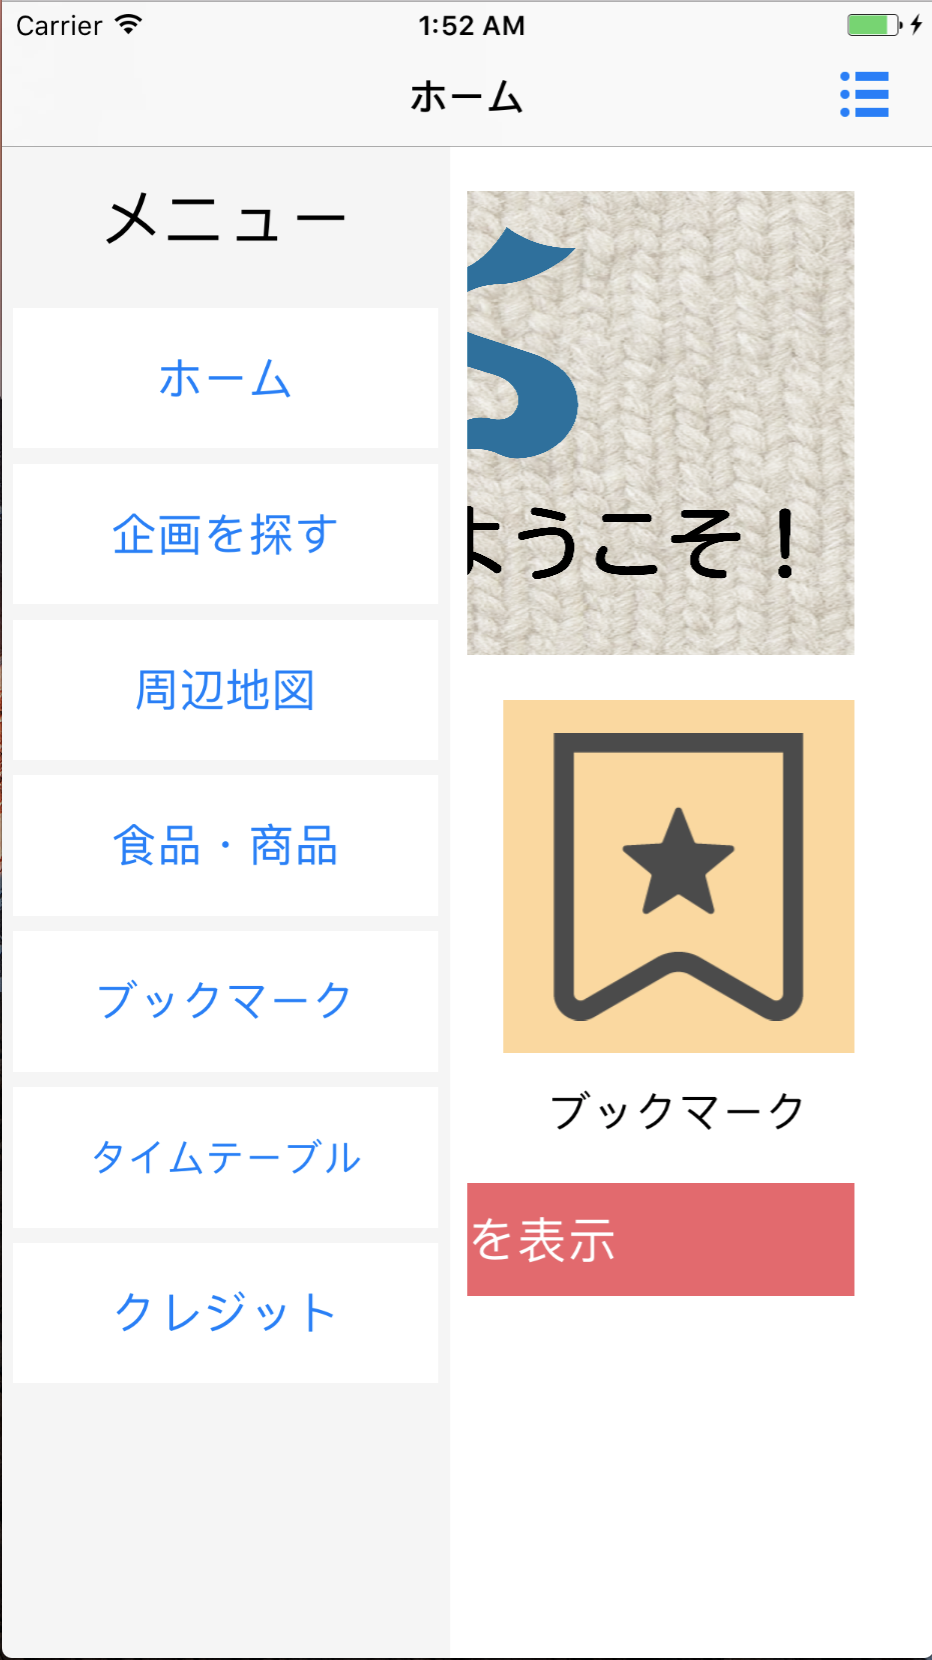 Carrier 1:52 AM
ホーム
メニュー
ホーム
企画を探す
周辺地図
食品・商品
ブックマーク
タイムテーブル
クレジット
ようこそ！
ブックマーク
を表示